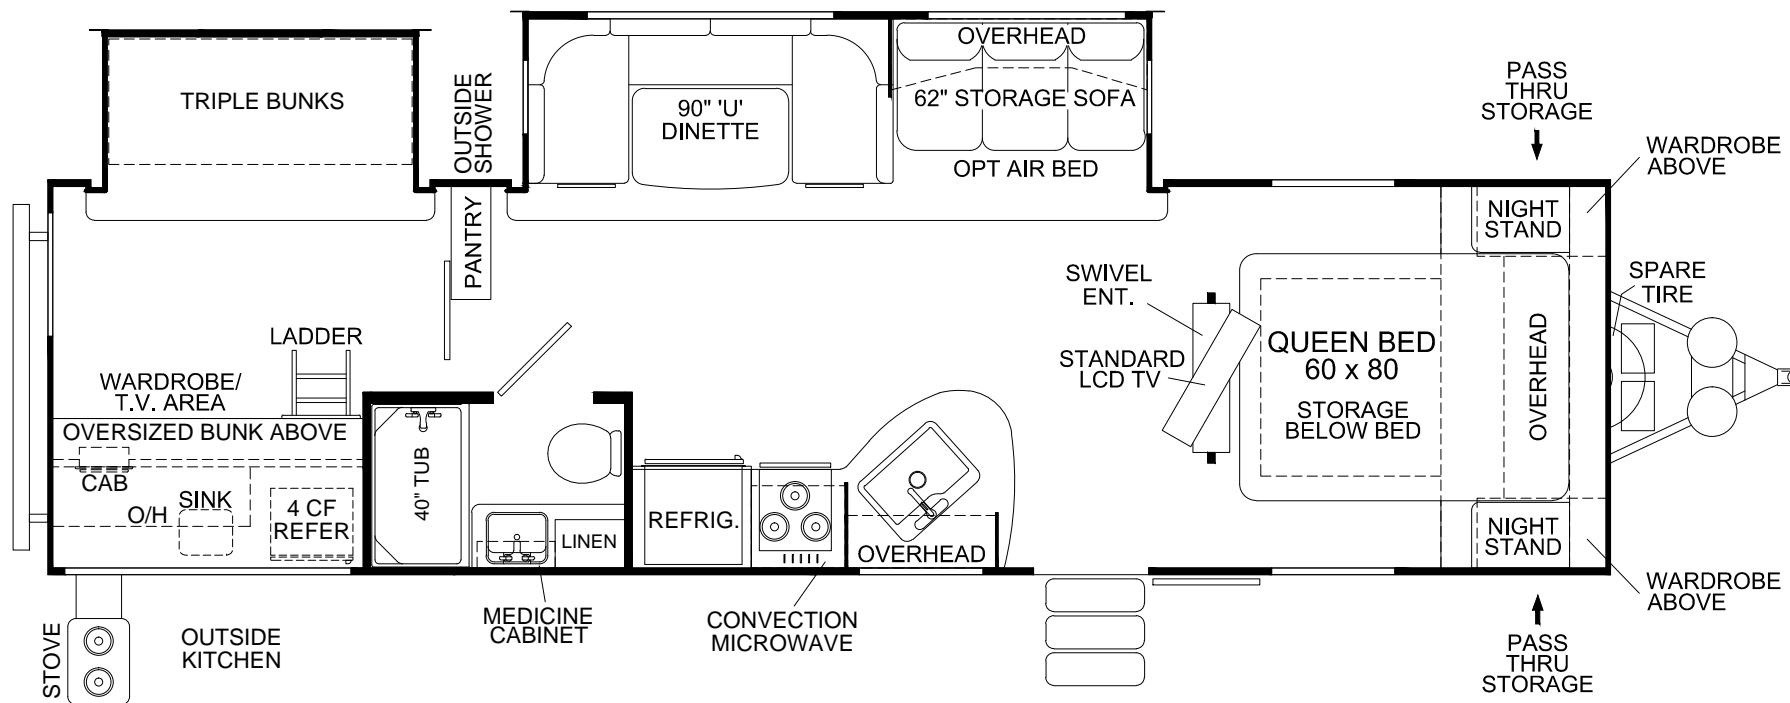 TRIPLE BUNKS
OUTSIDE
SHOWER
90" 'U'
DINETTE
OVERHEAD
62" STORAGE SOFA
OPT AIR BED
PASS
THRU
STORAGE
WARDROBE
ABOVE
PANTRY
NIGHT
STAND
SWIVEL
ENT.
STANDARD
LCD TV
SPARE
TIRE
QUEEN BED
60 x 80
STORAGE
BELOW BED
OVERHEAD
LADDER
WARDROBE/
T.V. AREA
OVERSIZED BUNK ABOVE
CAB
SINK
O/H
4 CF
REFER
40" TUB
LINEN
REFRIG.
OVERHEAD
NIGHT
STAND
WARDROBE
ABOVE
STOVE
OUTSIDE
KITCHEN
MEDICINE
CABINET
CONVECTION
MICROWAVE
PASS
THRU
STORAGE